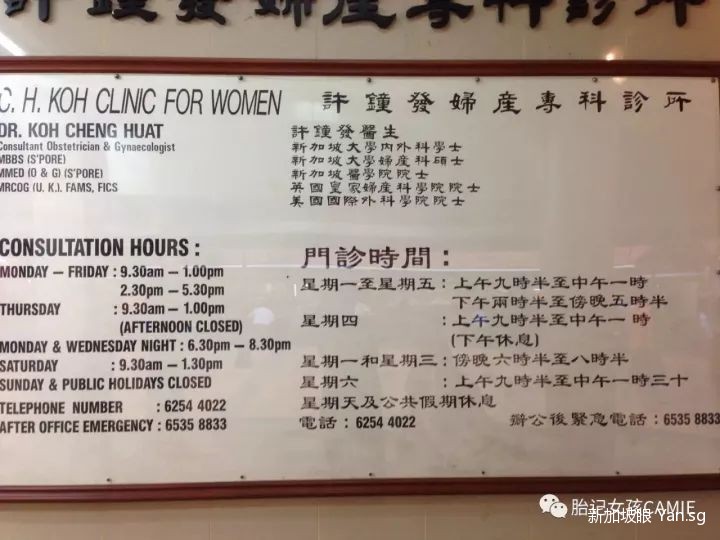 許鐘發婦產專科診所
C. H. KOH CLINIC FOR WOMEN
DR. KOH CHENG HUAT
Consultant Obstetrician & Gynaecologist
MBBS (S'PORE)
MMED (O & G) (S'PORE)
MRCOG (U. K.). FAMS, FICS
許鐘發婦產專科診所
許鐘發醫生
新加坡大學內外科學士
新加坡大學婦產科碩士
新加坡醫學院院士
英國皇家婦產科學院院士
美國國際外科學院院士
CONSULTATION HOURS :
MONDAY — FRIDAY : 9.30am — 1.00pm
2.30pm — 5.30pm
THURSDAY : 9.30am — 1.00pm
(AFTERNOON CLOSED)
MONDAY & WEDNESDAY NIGHT : 6.30pm — 8.30pm
SATURDAY : 9.30am — 1.30pm
SUNDAY & PUBLIC HOLIDAYS CLOSED
TELEPHONE NUMBER : 6254 4022
AFTER OFFICE EMERGENCY : 6535 8833
門診時間 :
星期一至星期五 : 上午九時半至中午一時
下午兩時半至傍晚五時半
星期四 : 上午九時半至中午一 時
(下午休息)
星期一和星期三 : 傍晚六時半至八時半
星期六 : 上午九時半至中午一時三十
星期天及公共假期休息
電話 : 6254 4022 辦公後緊急電話 : 6535 8833
胎记女孩CAMIE
新加坡眼 Yan.sg